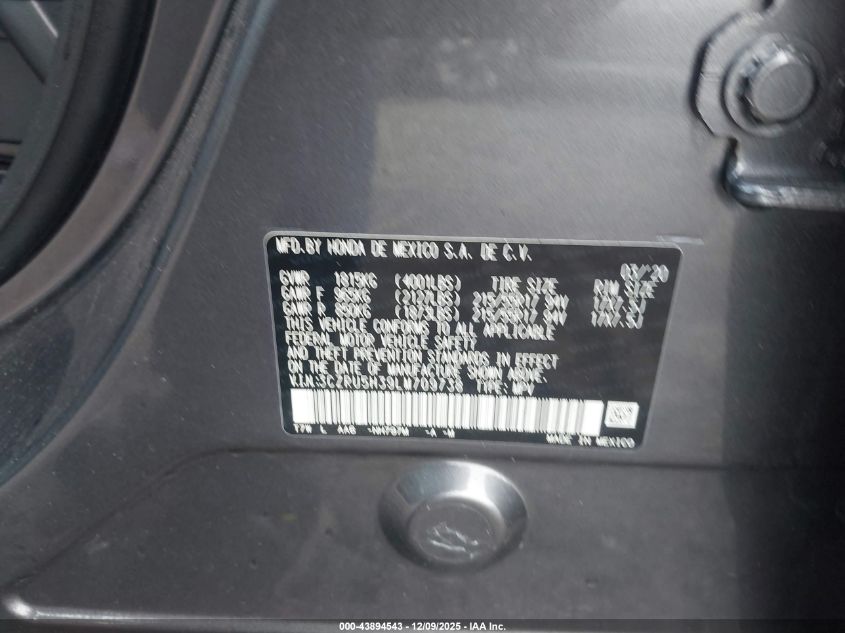 MFD.BY HONDA DE MEXICO S.A. DE C.V.
03/'20
GVWR 1815KG (4001LBS) TIRE SIZE RIM SIZE
GAWR F 965KG (2127LBS) 215/55R17 94V 17X7.5J
GAWR R 850KG (1873LBS) 215/55R17 94V 17X7.5J
THIS VEHICLE CONFORMS TO ALL APPLICABLE
FEDERAL MOTOR VEHICLE SAFETY
AND THEFT PREVENTION STANDARDS IN EFFECT
ON THE DATE OF MANUFACTURE SHOWN ABOVE.
V.I.N. 3CZRU5H39LM709738 TYPE: MPV
L AAB -A -M MADE IN MEXICO
000-43894543 - 12/09/2025 - IAA Inc.